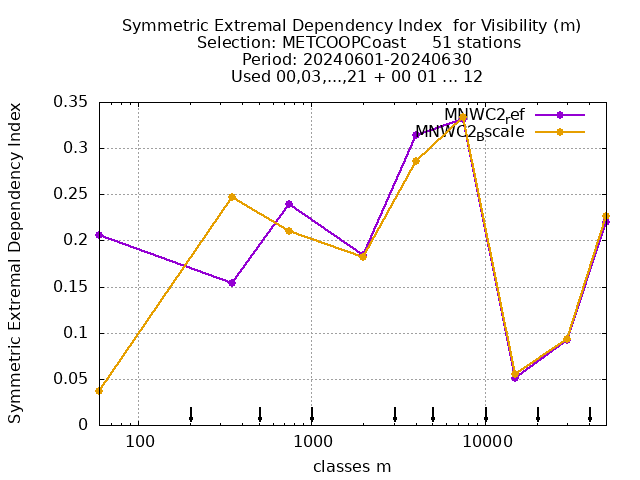 Symmetric Extremal Dependency Index  for Visibility (m)
Selection: METCOOPCoast     51 stations
Period: 20240601-20240630
Used 00,03,...,21 + 00 01 ... 12
Symmetric Extremal Dependency Index
0.35
0.3
0.25
0.2
0.15
0.1
0.05
0
MNWC2ref
MNWC2Bscale
100
1000
10000
classes m